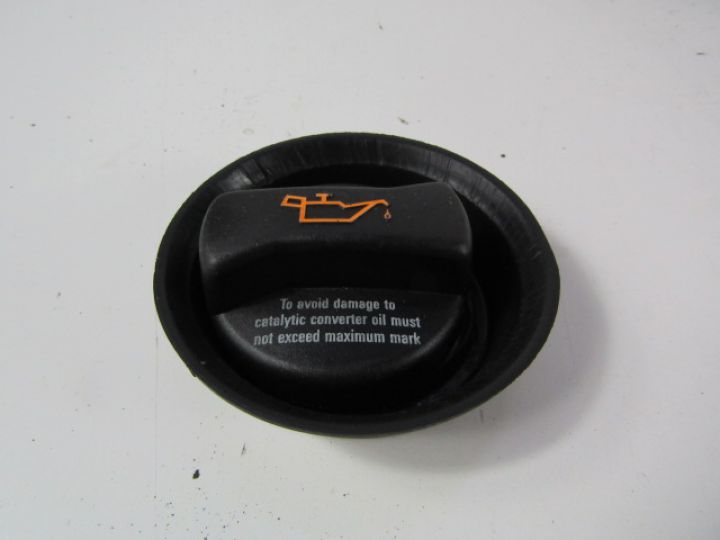 To avoid damage to
catalytic converter oil must
not exceed maximum mark